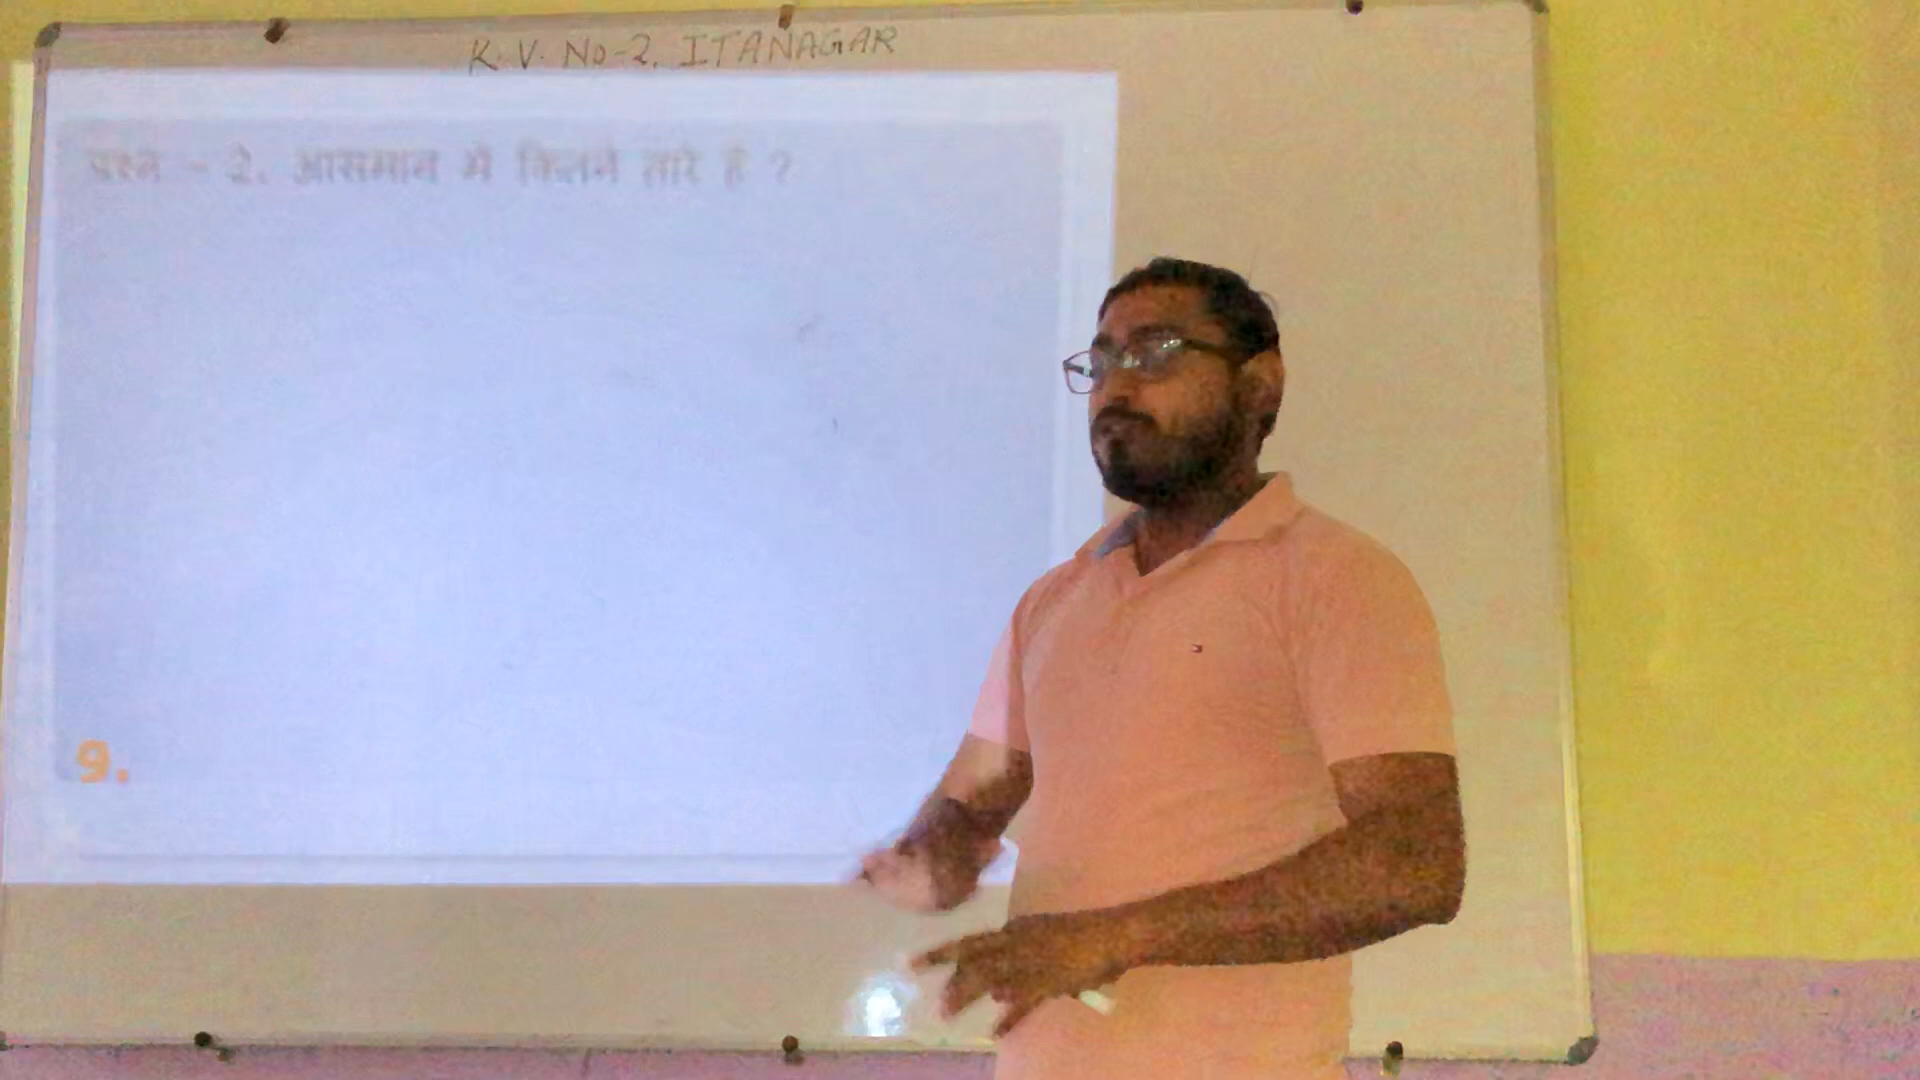 K. V. No-2, ITANAGAR
प्रश्न - 2. आसमान में कितने तारे है ?
9.